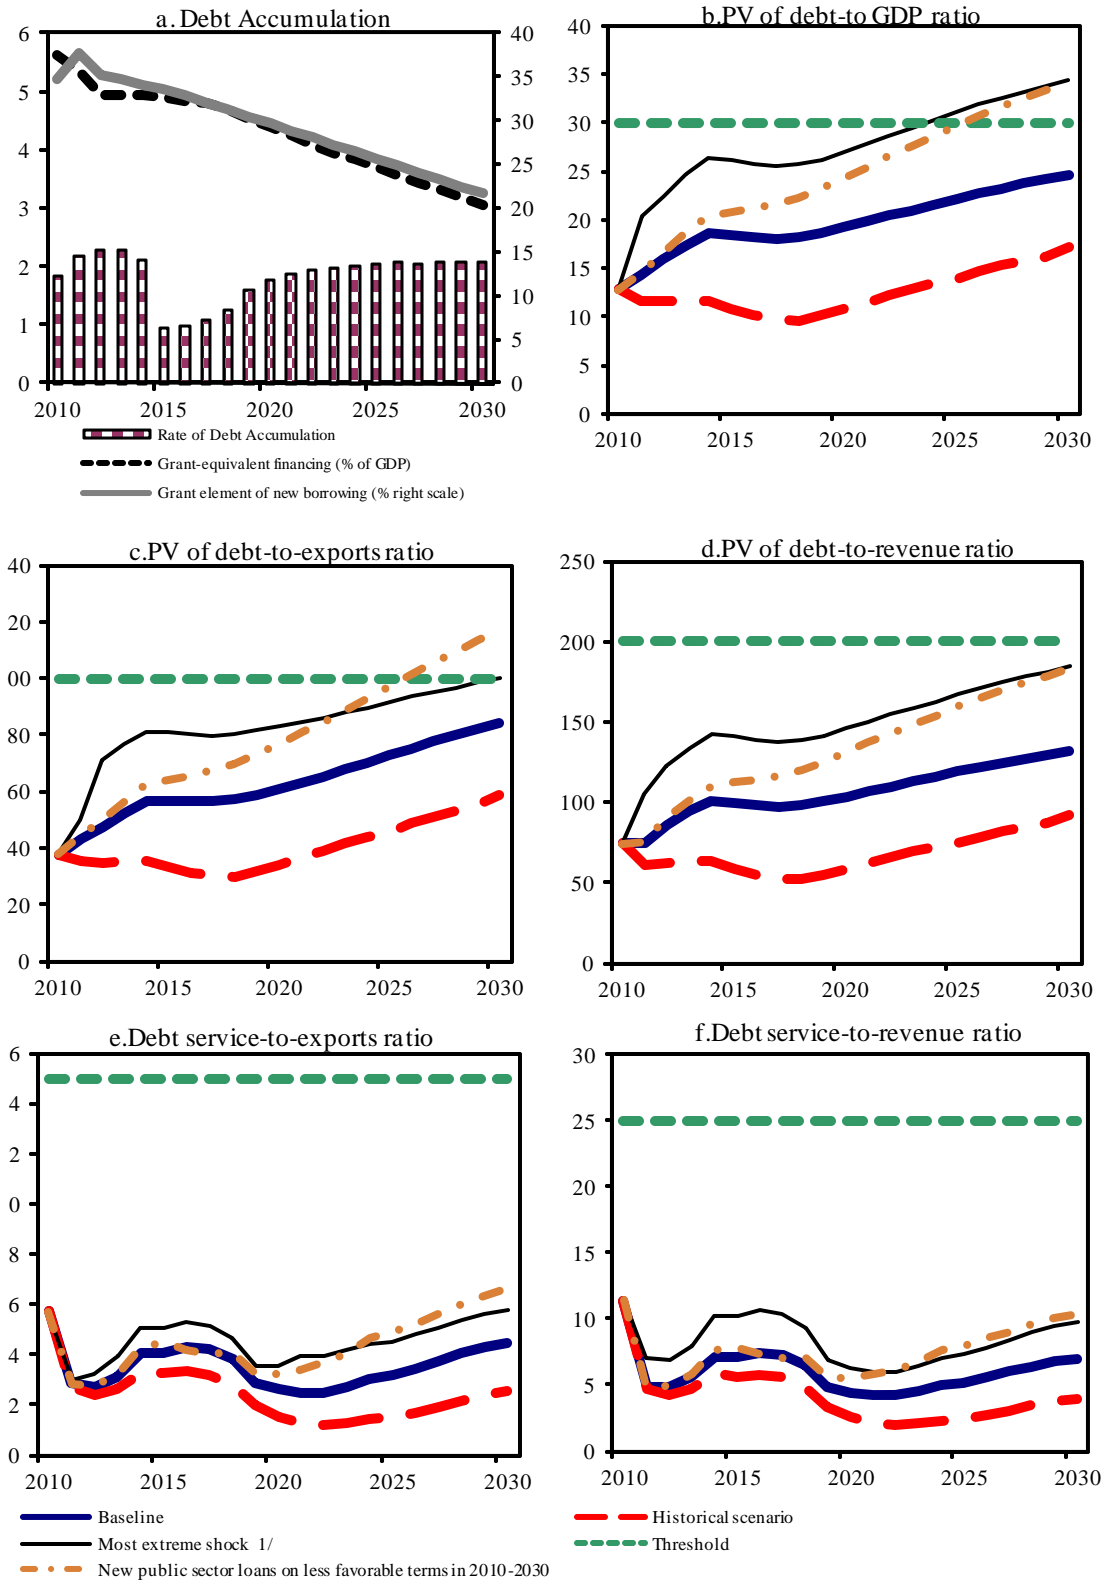 a. Debt Accumulation
6
5
4
3
2
1
0
40
35
30
25
20
15
10
5
0
2010 2015 2020 2025 2030
Rate of Debt Accumulation
Grant-equivalent financing (% of GDP)
Grant element of new borrowing (% right scale)
b.PV of debt-to GDP ratio
40
35
30
25
20
15
10
5
0
2010 2015 2020 2025 2030
c.PV of debt-to-exports ratio
40
20
00
80
60
40
20
0
2010 2015 2020 2025 2030
d.PV of debt-to-revenue ratio
250
200
150
100
50
0
2010 2015 2020 2025 2030
e.Debt service-to-exports ratio
6
4
2
0
8
6
4
2
0
2010 2015 2020 2025 2030
f.Debt service-to-revenue ratio
30
25
20
15
10
5
0
2010 2015 2020 2025 2030
Baseline
Most extreme shock 1/
New public sector loans on less favorable terms in 2010-2030
Historical scenario
Threshold